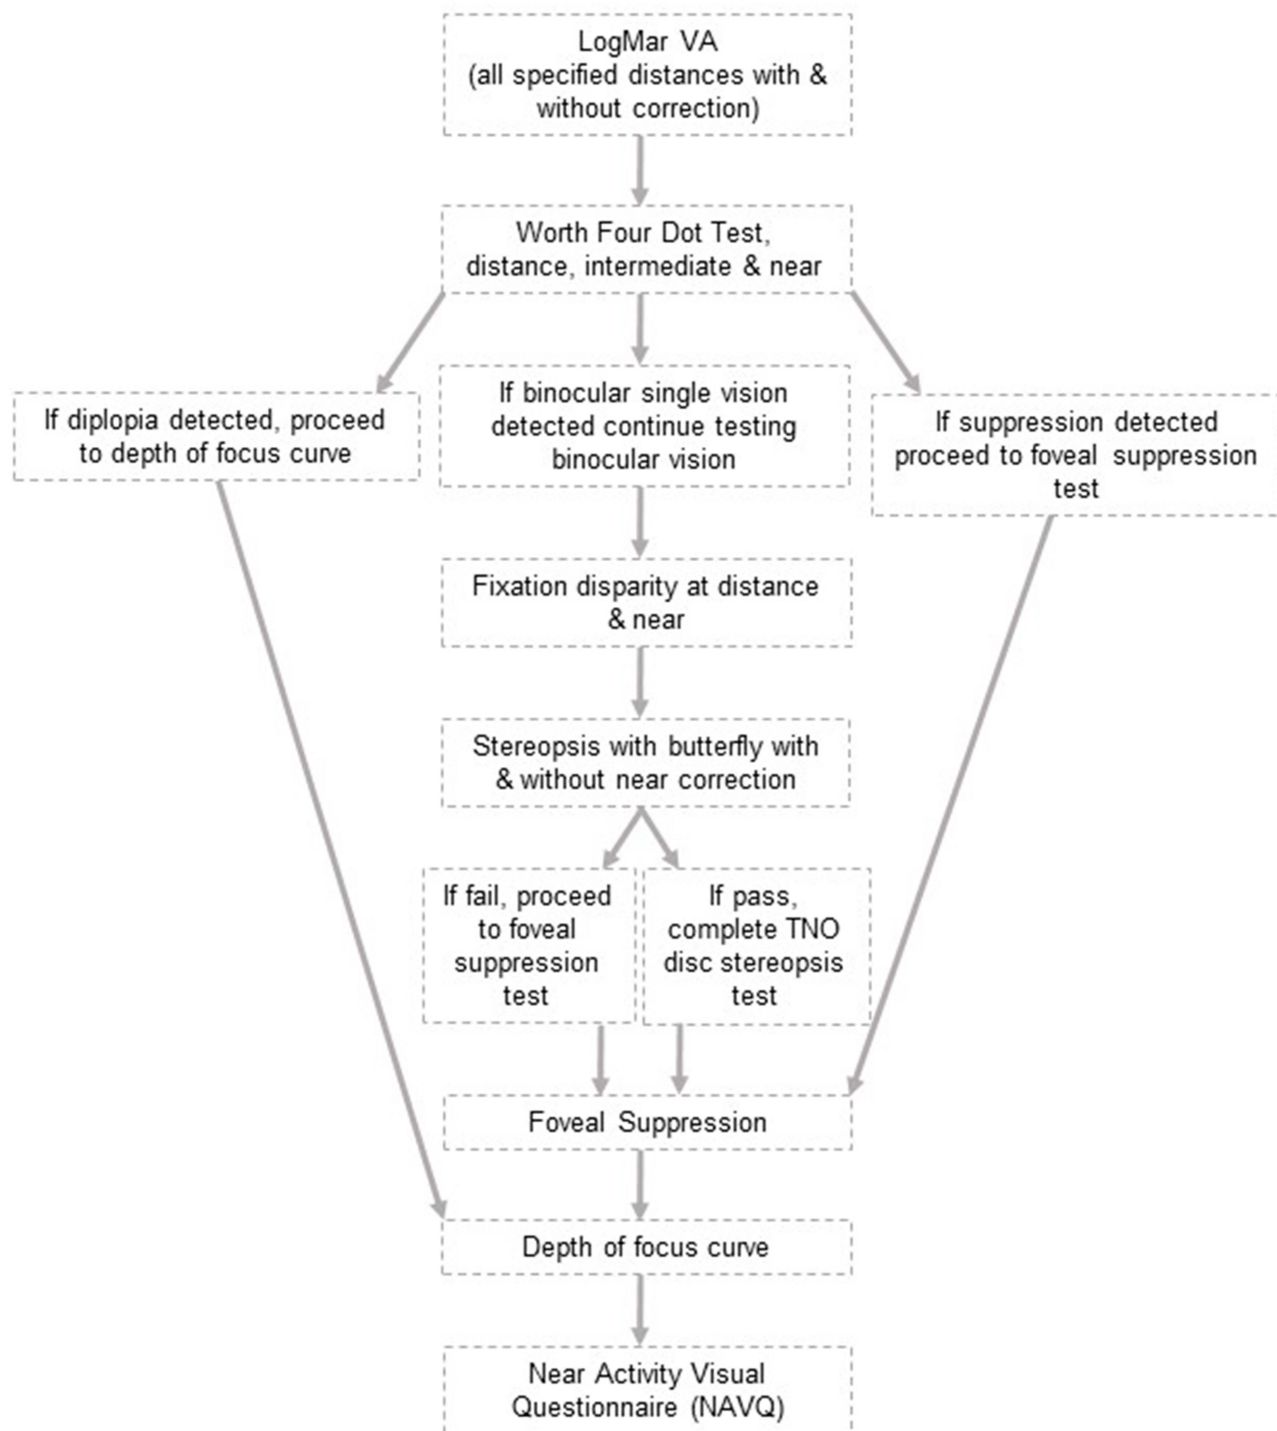 LogMar VA
(all specified distances with &
without correction)
Worth Four Dot Test,
distance, intermediate & near
If diplopia detected, proceed
to depth of focus curve
If binocular single vision
detected continue testing
binocular vision
If suppression detected
proceed to foveal suppression
test
Fixation disparity at distance
& near
Stereopsis with butterfly with
& without near correction
If fail, proceed
to foveal
suppression
test
If pass,
complete TNO
disc stereopsis
test
Foveal Suppression
Depth of focus curve
Near Activity Visual
Questionnaire (NAVQ)